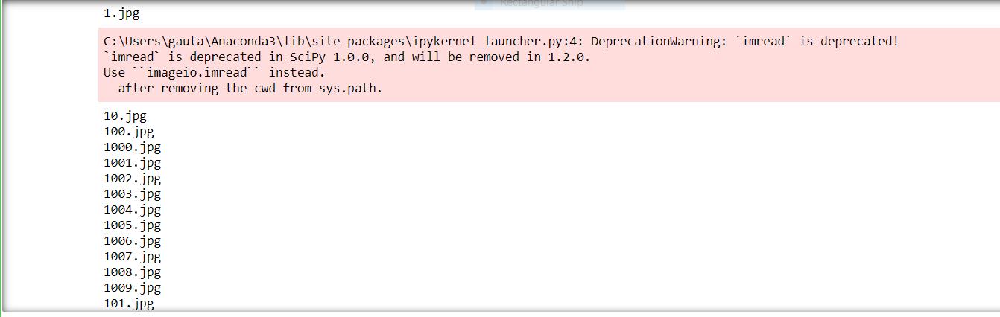 Rectangular Snip
1.jpg
C:\Users\gauta\Anaconda3\lib\site-packages\ipykernel_launcher.py:4: DeprecationWarning: `imread` is deprecated!
`imread` is deprecated in SciPy 1.0.0, and will be removed in 1.2.0.
Use ``imageio.imread`` instead.
  after removing the cwd from sys.path.
10.jpg
100.jpg
1000.jpg
1001.jpg
1002.jpg
1003.jpg
1004.jpg
1005.jpg
1006.jpg
1007.jpg
1008.jpg
1009.jpg
101.jpg